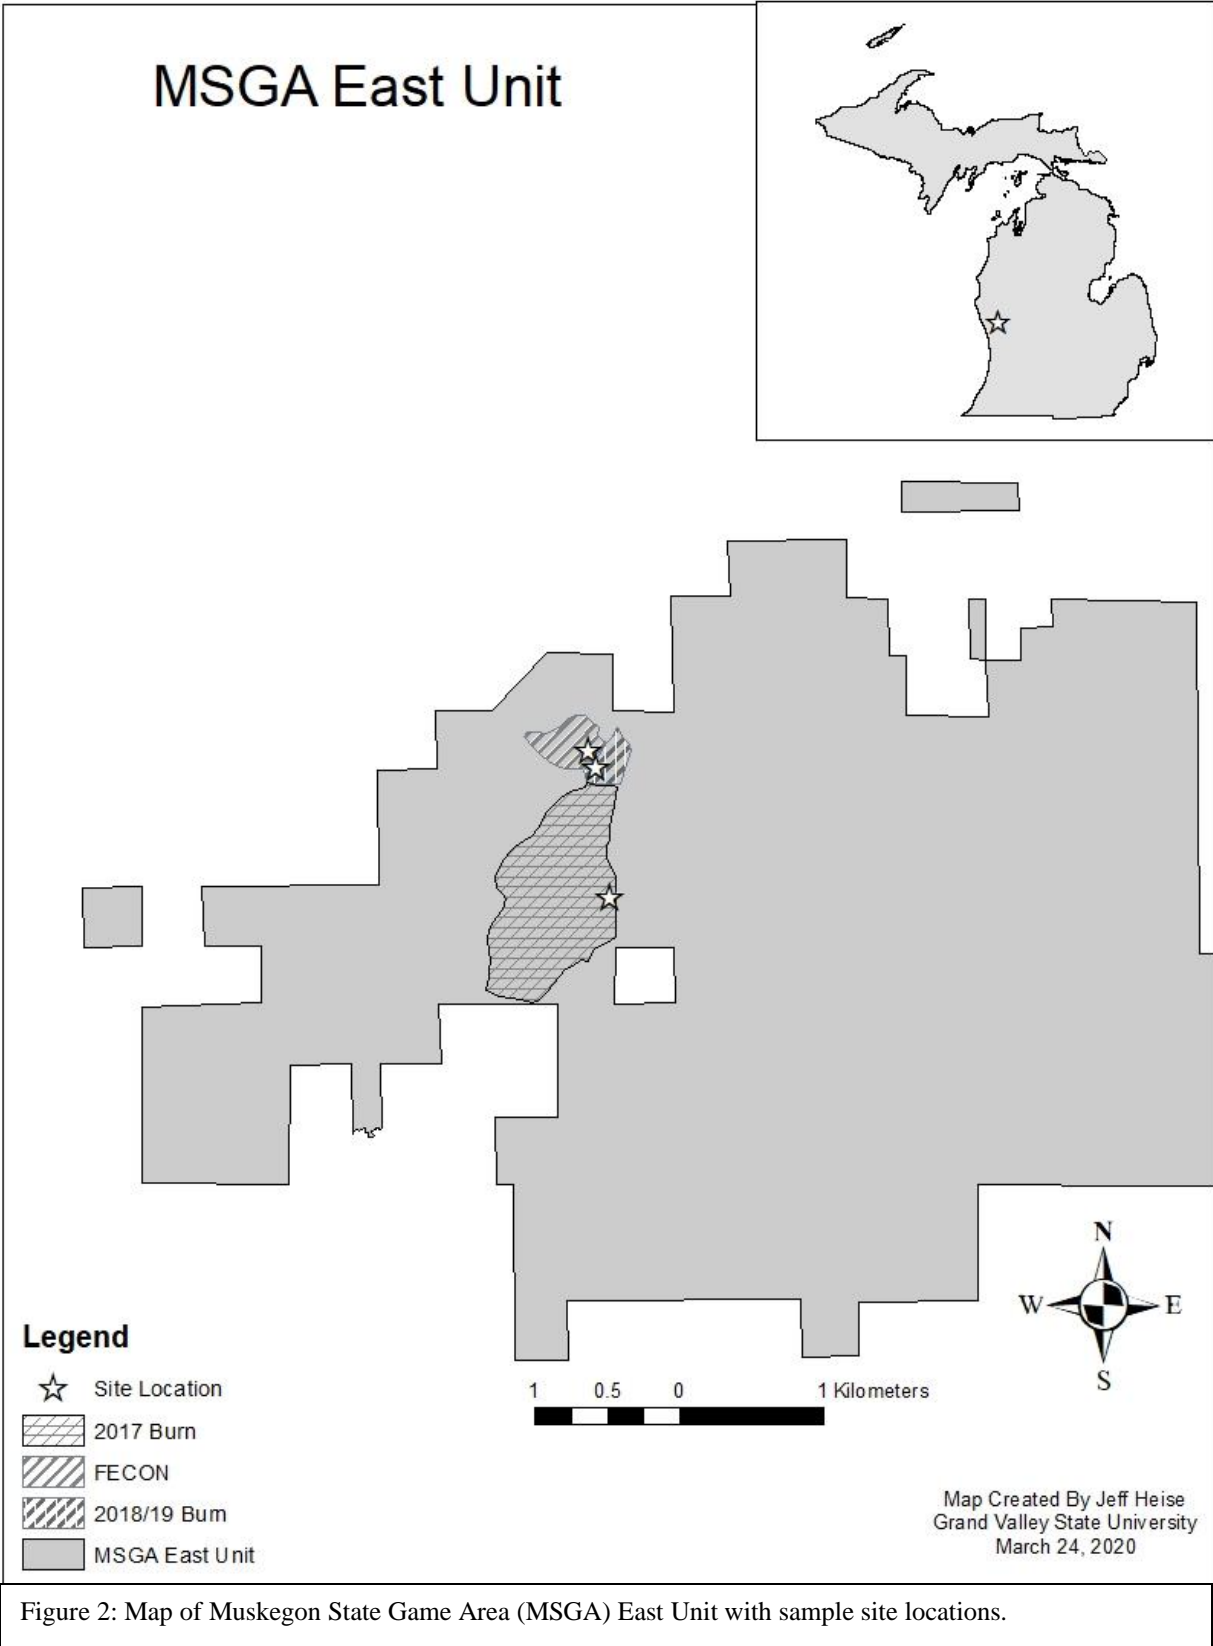 MSGA East Unit
N
W E
S
Legend
Site Location
2017 Burn
FECON
2018/19 Burn
MSGA East Unit
1 0.5 0 1 Kilometers
Map Created By Jeff Heise
Grand Valley State University
March 24, 2020
Figure 2: Map of Muskegon State Game Area (MSGA) East Unit with sample site locations.